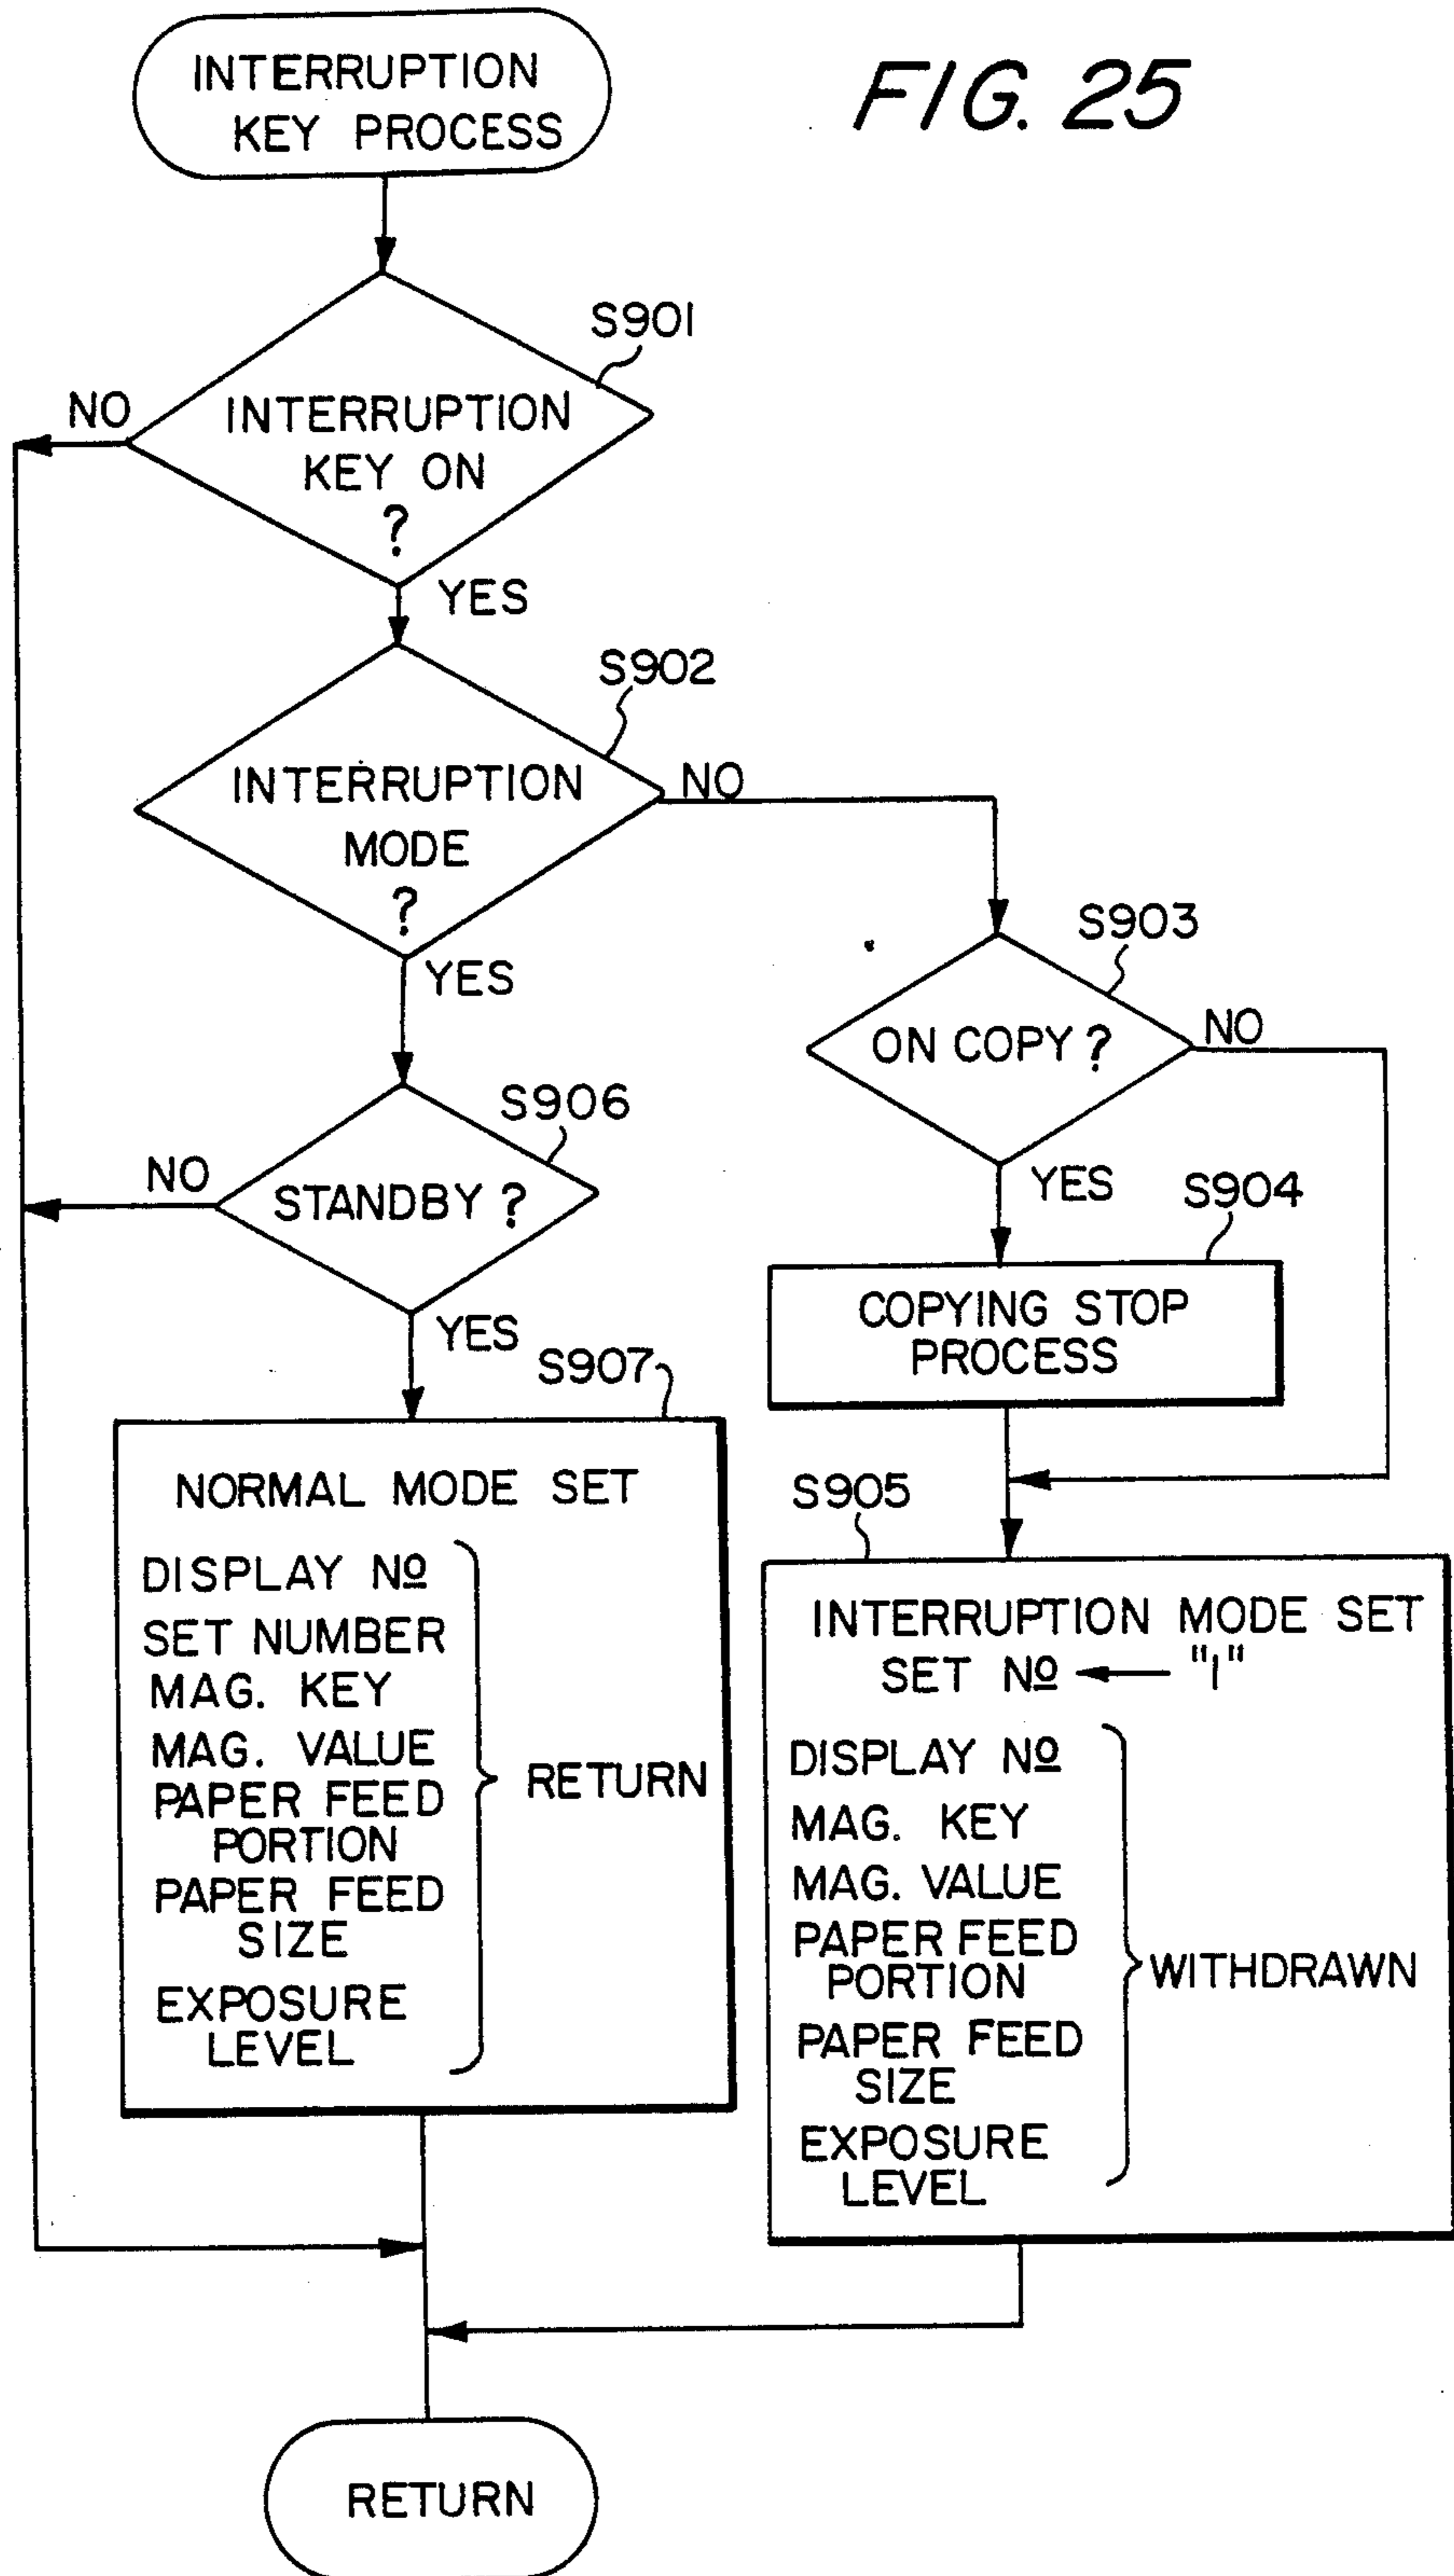 FIG. 25
INTERRUPTION
KEY PROCESS
S901
NO
INTERRUPTION
KEY ON
?
YES
S902
INTERRUPTION
MODE
?
NO
YES
S903
ON COPY ?
NO
YES
S906
NO
STANDBY ?
YES
S904
COPYING STOP
PROCESS
S907
NORMAL MODE SET
DISPLAY Nº
SET NUMBER
MAG. KEY
MAG. VALUE
PAPER FEED
PORTION
PAPER FEED
SIZE
EXPOSURE
LEVEL
RETURN
S905
INTERRUPTION MODE SET
SET Nº ← "1"
DISPLAY Nº
MAG. KEY
MAG. VALUE
PAPER FEED
PORTION
PAPER FEED
SIZE
EXPOSURE
LEVEL
WITHDRAWN
RETURN